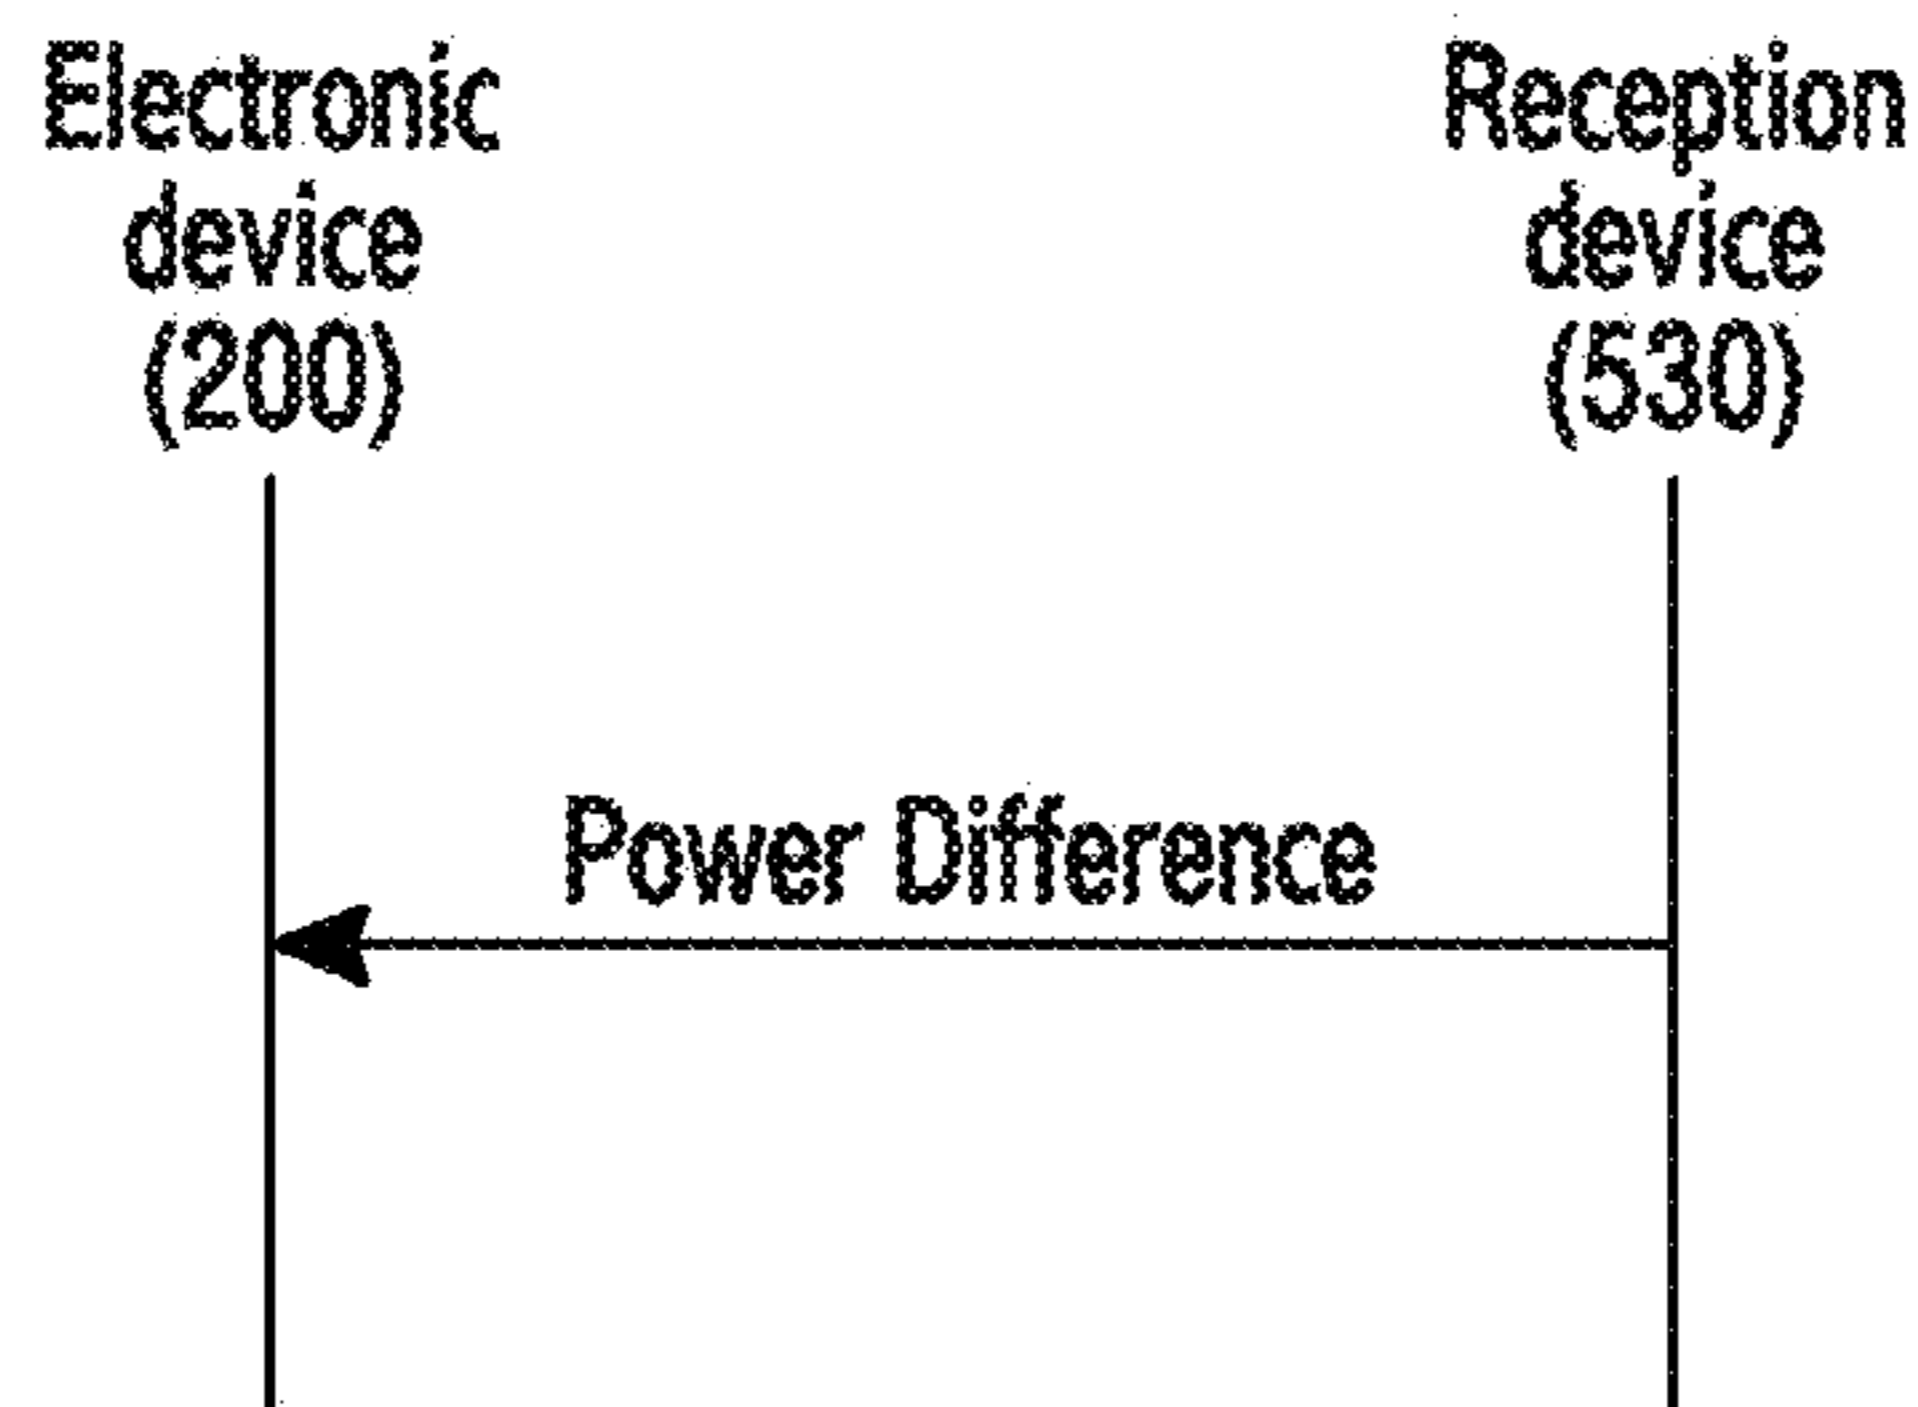 Electronic
device
(200)
Reception
device
(530)
Power Difference